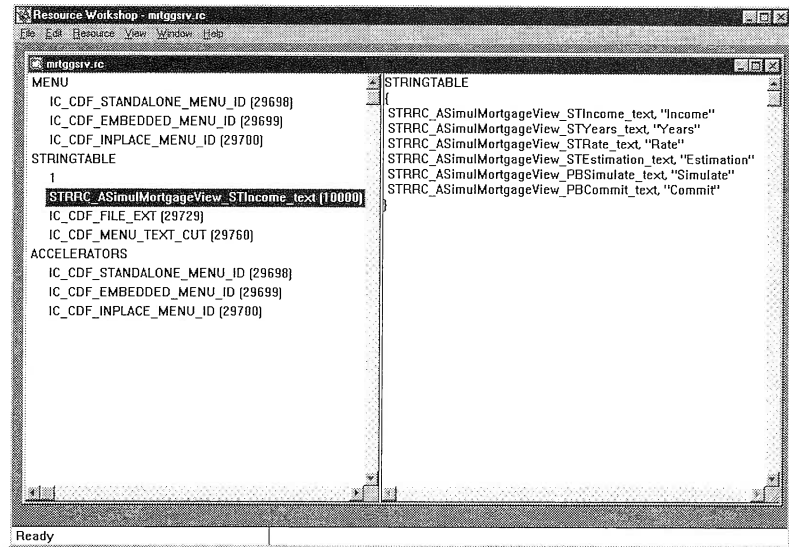 Resource Workshop - mrtggsrv.rc
File Edit Resource View Window Help
mrtggsrv.rc
MENU
IC_CDF_STANDALONE_MENU_ID (29698)
IC_CDF_EMBEDDED_MENU_ID (29699)
IC_CDF_INPLACE_MENU_ID (29700)
STRINGTABLE
1
STRRC_ASimulMortgageView_STIncome_text (10000)
IC_CDF_FILE_EXT (29729)
IC_CDF_MENU_TEXT_CUT (29760)
ACCELERATORS
IC_CDF_STANDALONE_MENU_ID (29698)
IC_CDF_EMBEDDED_MENU_ID (29699)
IC_CDF_INPLACE_MENU_ID (29700)
STRINGTABLE
{
STRRC_ASimulMortgageView_STIncome_text, "Income"
STRRC_ASimulMortgageView_STYears_text, "Years"
STRRC_ASimulMortgageView_STRate_text, "Rate"
STRRC_ASimulMortgageView_STEstimation_text, "Estimation"
STRRC_ASimulMortgageView_PBSimulate_text, "Simulate"
STRRC_ASimulMortgageView_PBCommit_text, "Commit"
}
Ready